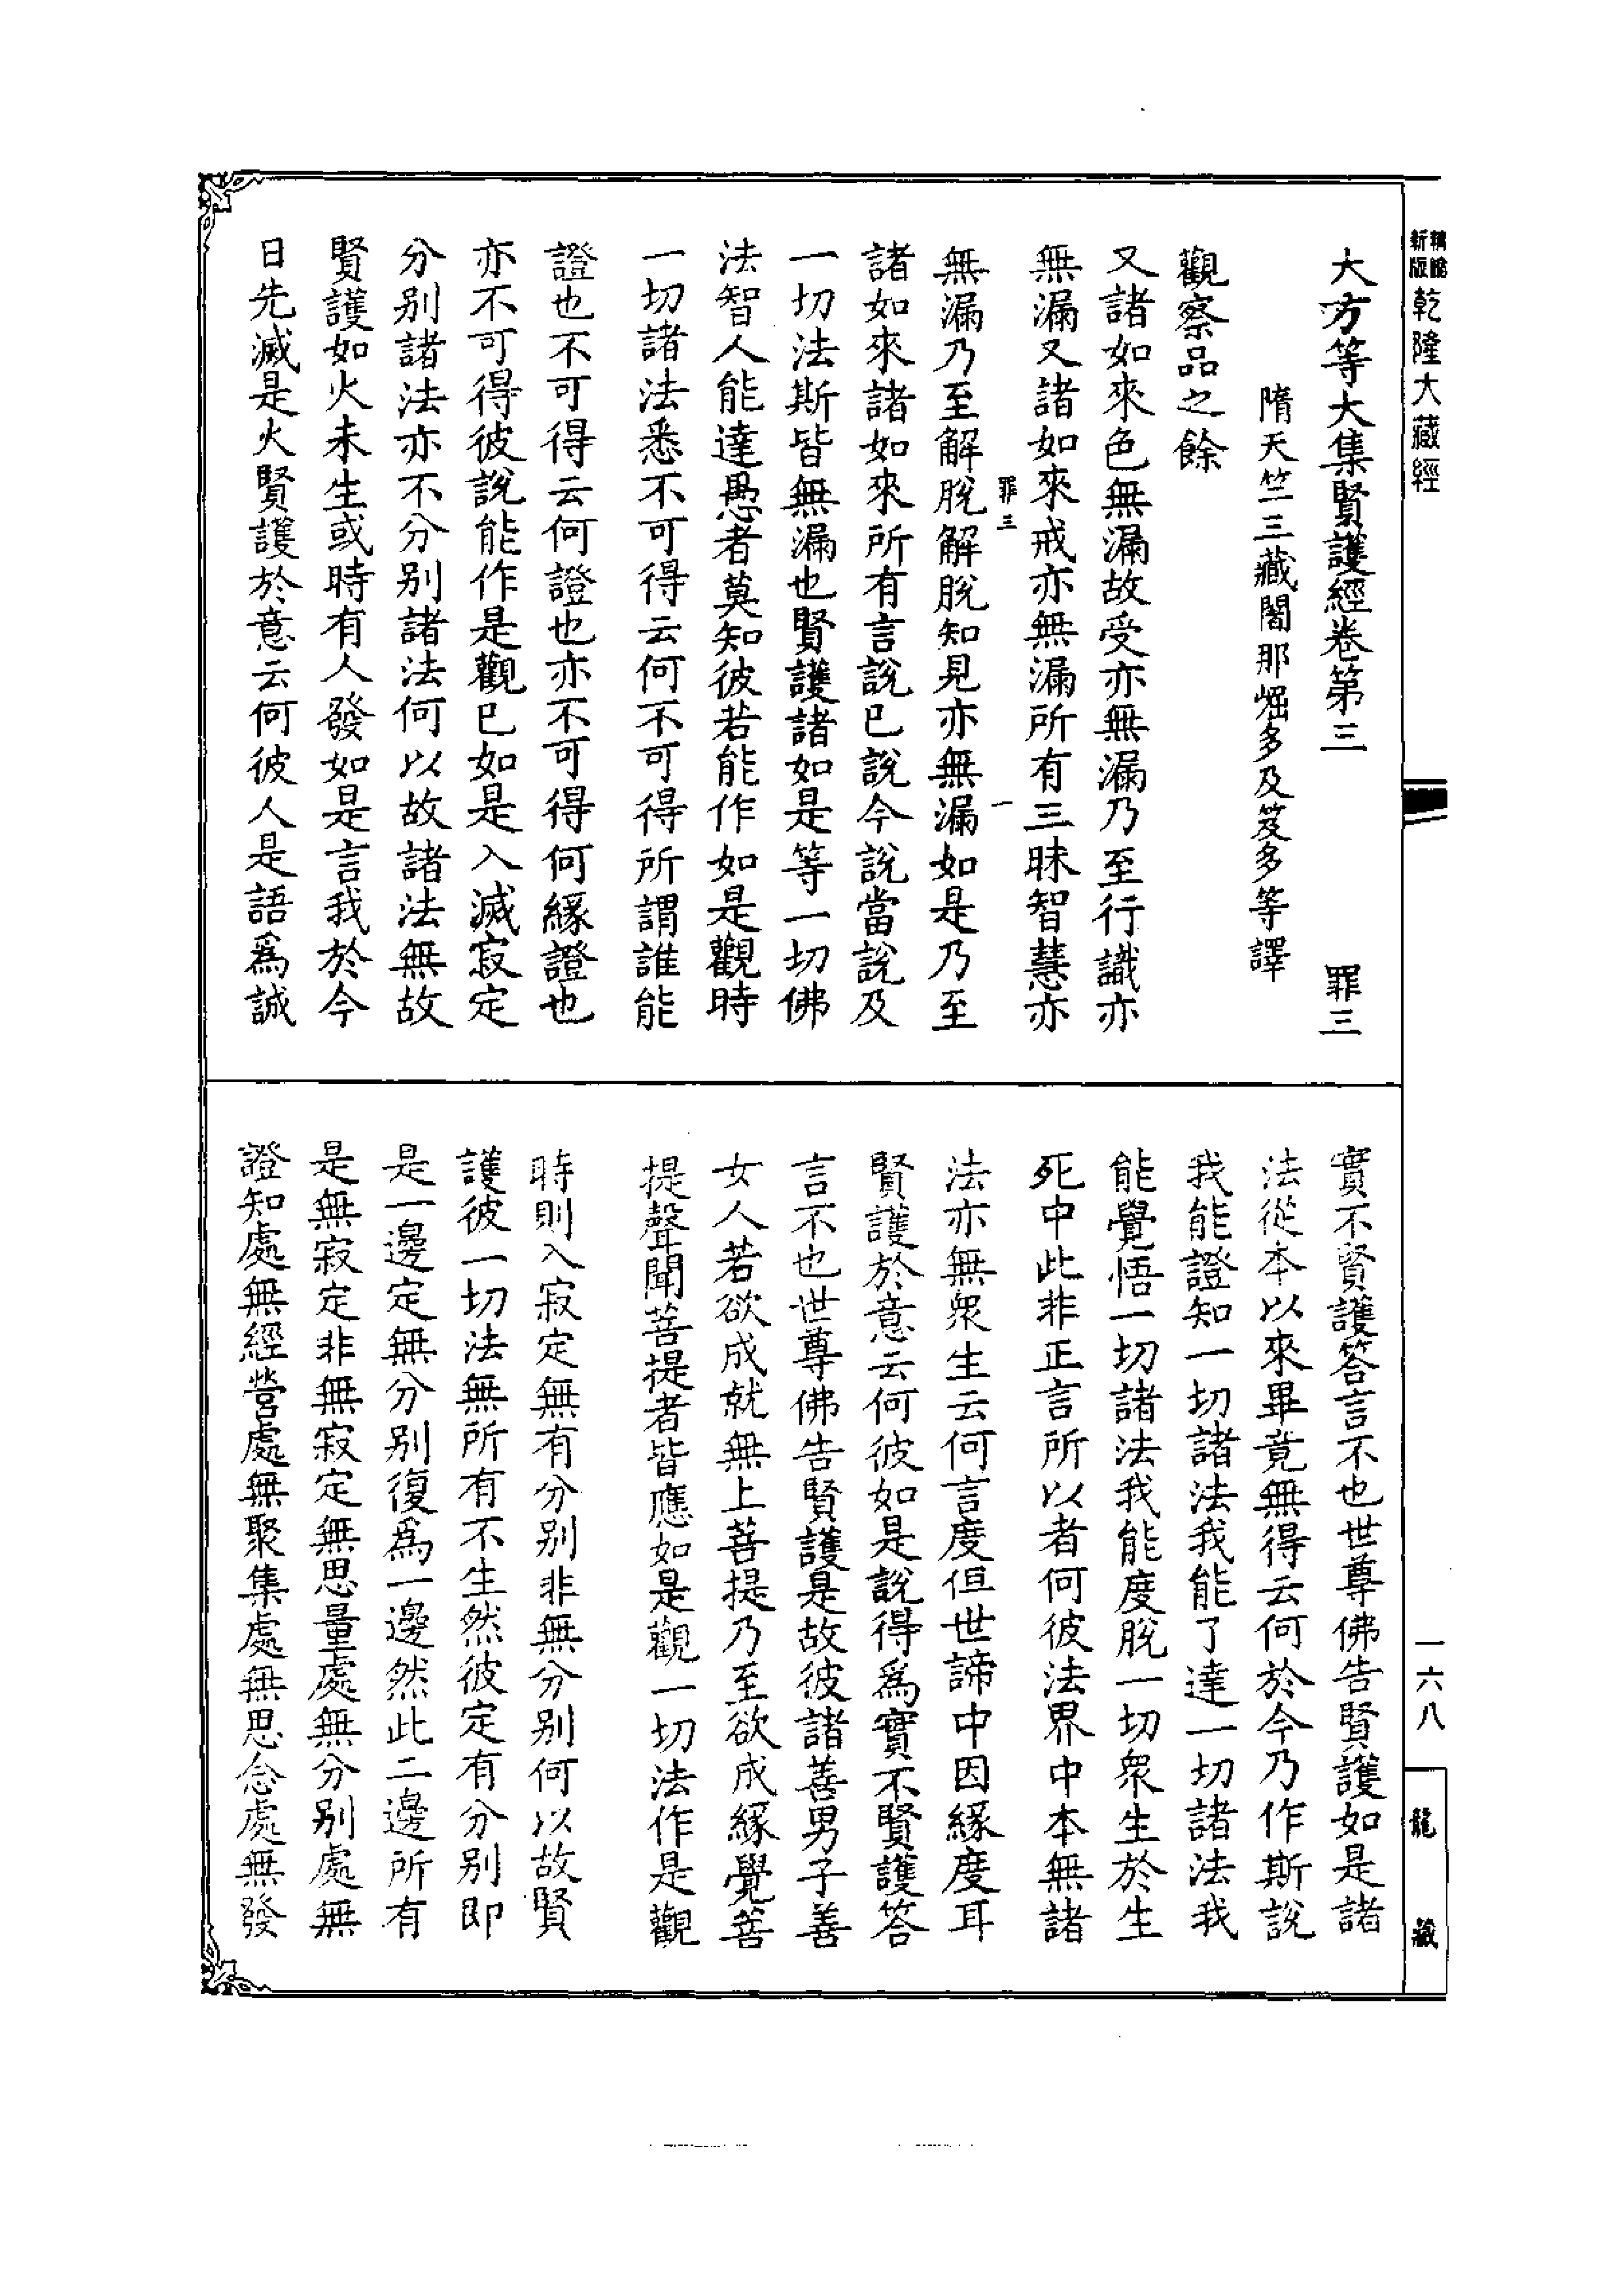 新版
精縮
乾隆大藏經
大方等大集賢護經卷第三 罪三
隋天竺三藏闍那崛多及笈多等譯
觀察品之餘
又諸如來色無漏故受亦無漏乃至行識亦
無漏又諸如來戒亦無漏所有三昧智慧亦
罪三 一
無漏乃至解脫解脫知見亦無漏如是乃至
諸如來諸如來所有言說已說今說當說及
一切法斯皆無漏也賢護諸如是等一切佛
法智人能達愚者莫知彼若能作如是觀時
一切諸法悉不可得云何不可得所謂誰能
證也不可得云何證也亦不可得何緣證也
亦不可得彼說能作是觀已如是入滅寂定
分別諸法亦不分別諸法何以故諸法無故
賢護如火未生或時有人發如是言我於今
日先滅是火賢護於意云何彼人是語為誠
實不賢護答言不也世尊佛告賢護如是諸
法從本以來畢竟無得云何於今乃作斯說
我能證知一切諸法我能了達一切諸法我
能覺悟一切諸法我能度脫一切眾生於生
死中此非正言所以者何彼法界中本無諸
法亦無眾生云何言度但世諦中因緣度耳
賢護於意云何彼如是說得為實不賢護答
言不也世尊佛告賢護是故彼諸善男子善
女人若欲成就無上菩提乃至欲成緣覺菩
提聲聞菩提者皆應如是觀一切法作是觀
時則入寂定無有分別非無分別何以故賢
護彼一切法無所有不生然彼定有分別即
是一邊定無分別復為一邊然此二邊所有
是無寂定非無寂定無思量處無分別處無
證知處無經營處無聚集處無思念處無發
一六八
龍藏